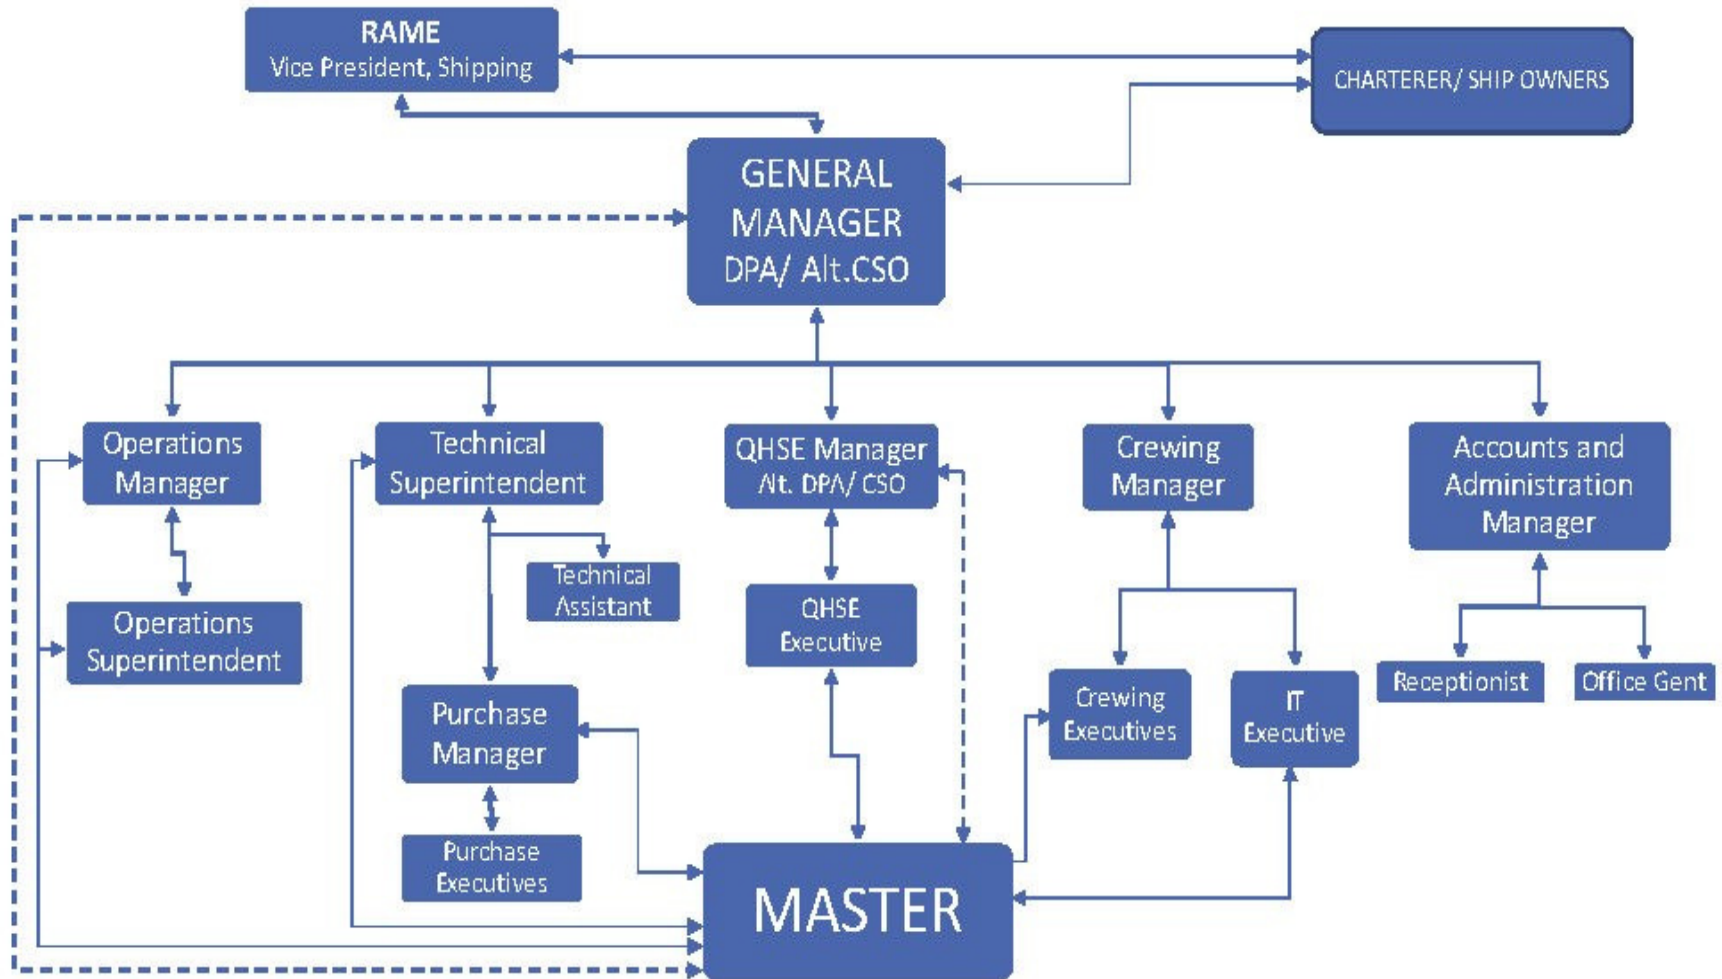 RAME
Vice President, Shipping
CHARTERER/ SHIP OWNERS
GENERAL
MANAGER
DPA/ Alt.CSO
Operations
Manager
Technical
Superintendent
QHSE Manager
Alt. DPA/ CSO
Crewing
Manager
Accounts and
Administration
Manager
Technical
Assistant
Operations
Superintendent
QHSE
Executive
Crewing
Executives
IT
Executive
Receptionist
Office Gent
Purchase
Manager
Purchase
Executives
MASTER